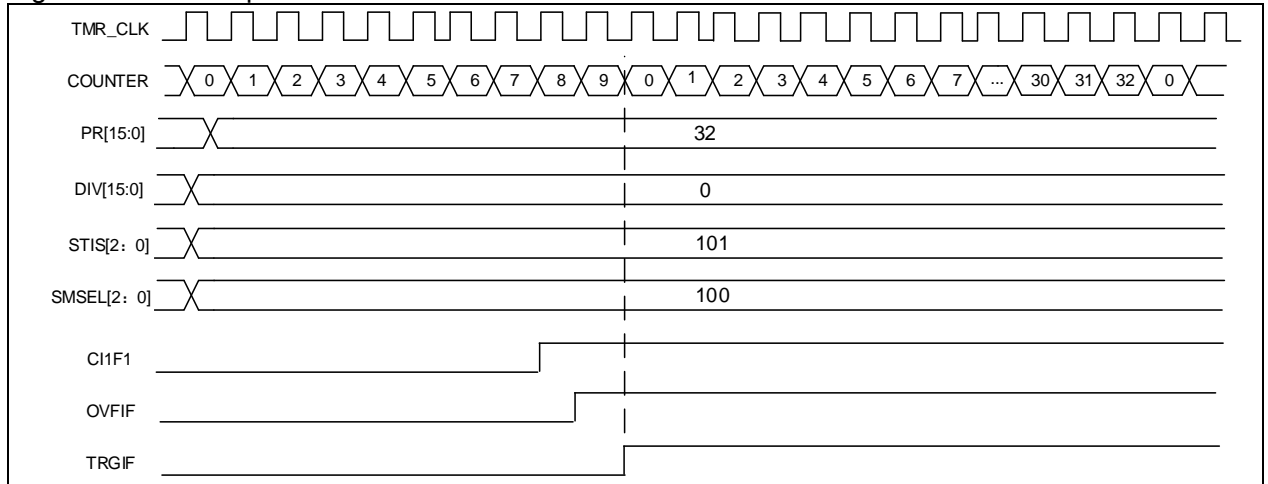 TMR_CLK
COUNTER 0 1 2 3 4 5 6 7 8 9 0 1 2 3 4 5 6 7 ... 30 31 32 0
PR[15:0] 32
DIV[15:0] 0
STIS[2：0] 101
SMSEL[2：0] 100
CI1F1
OVFIF
TRGIF